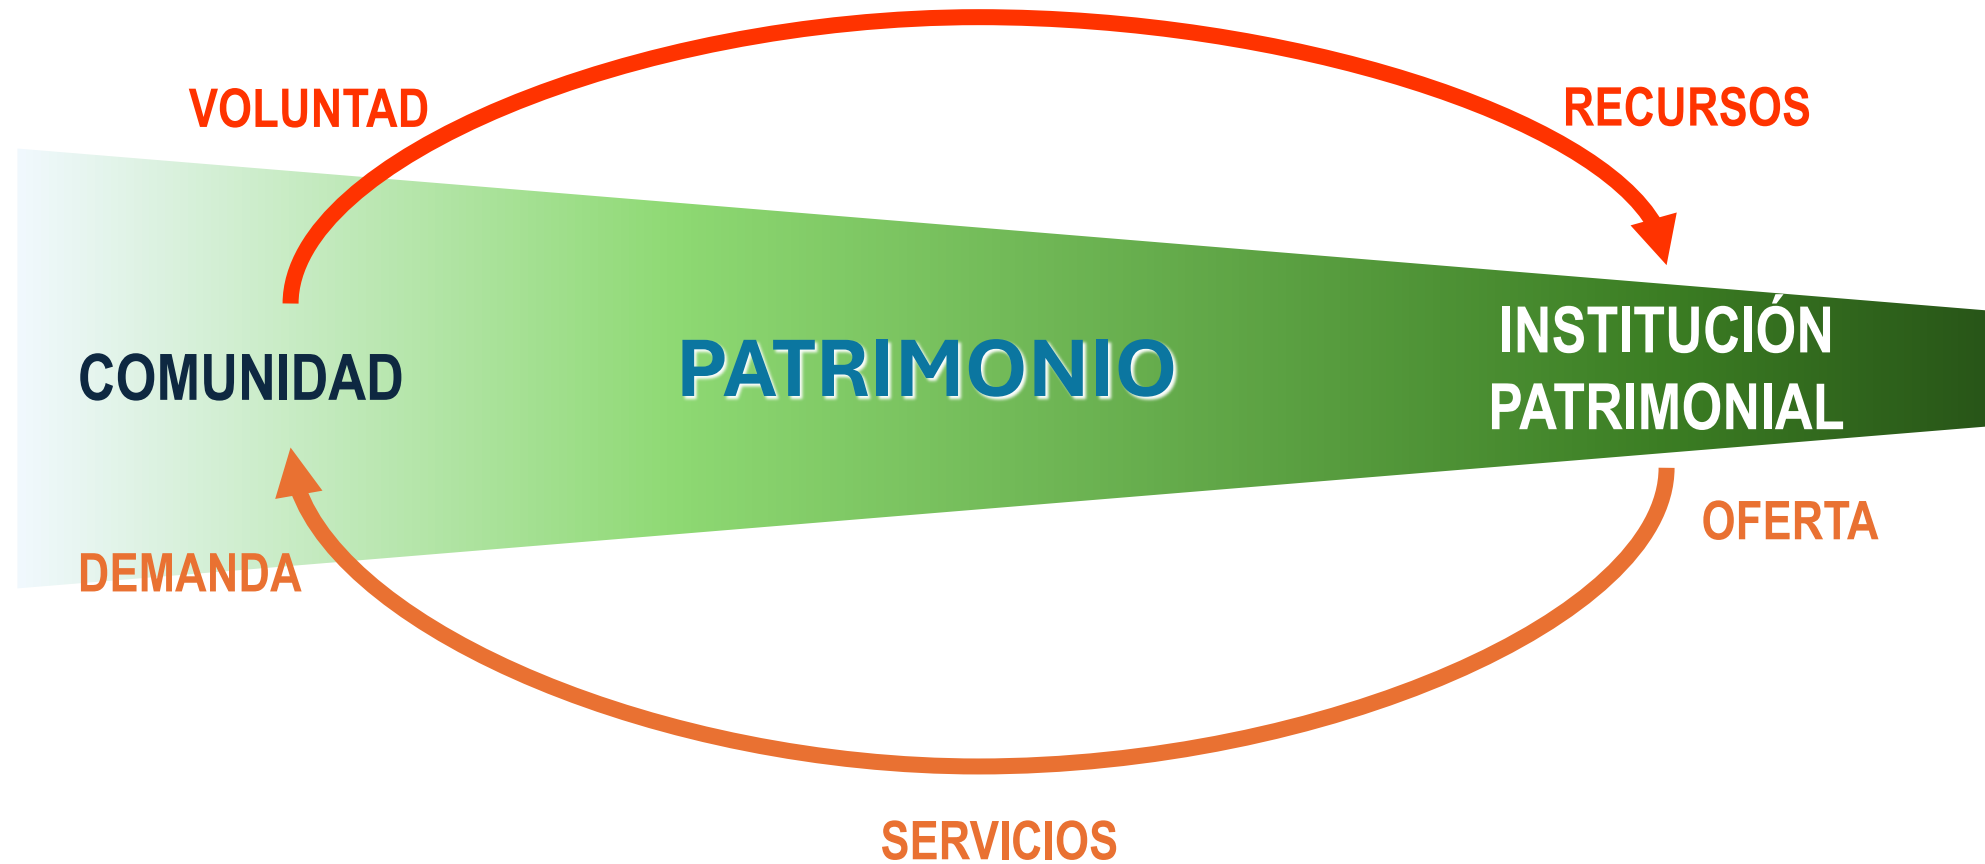 VOLUNTAD
RECURSOS
COMUNIDAD
PATRIMONIO
INSTITUCIÓN
PATRIMONIAL
DEMANDA
OFERTA
SERVICIOS